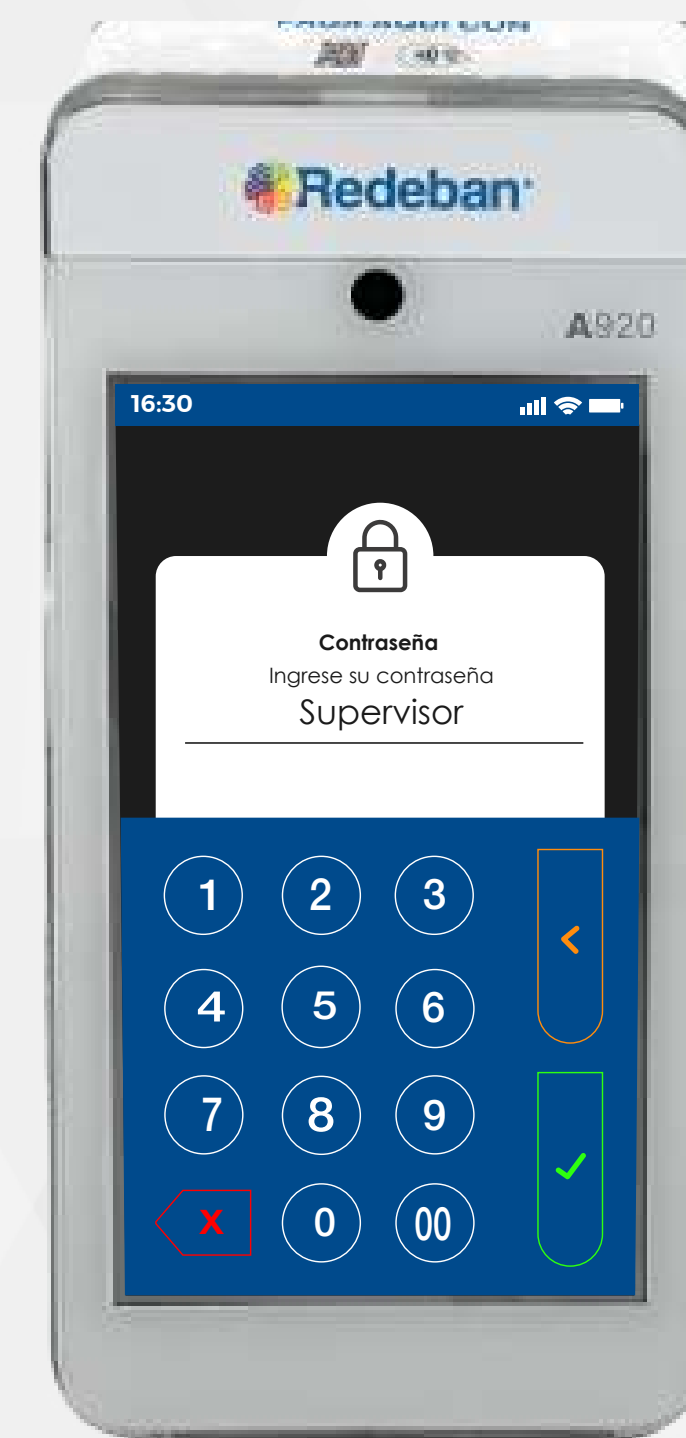 Redeban
A920
16:30
Contraseña
Ingrese su contraseña
Supervisor
1 2 3
4 5 6
7 8 9
X 0 00